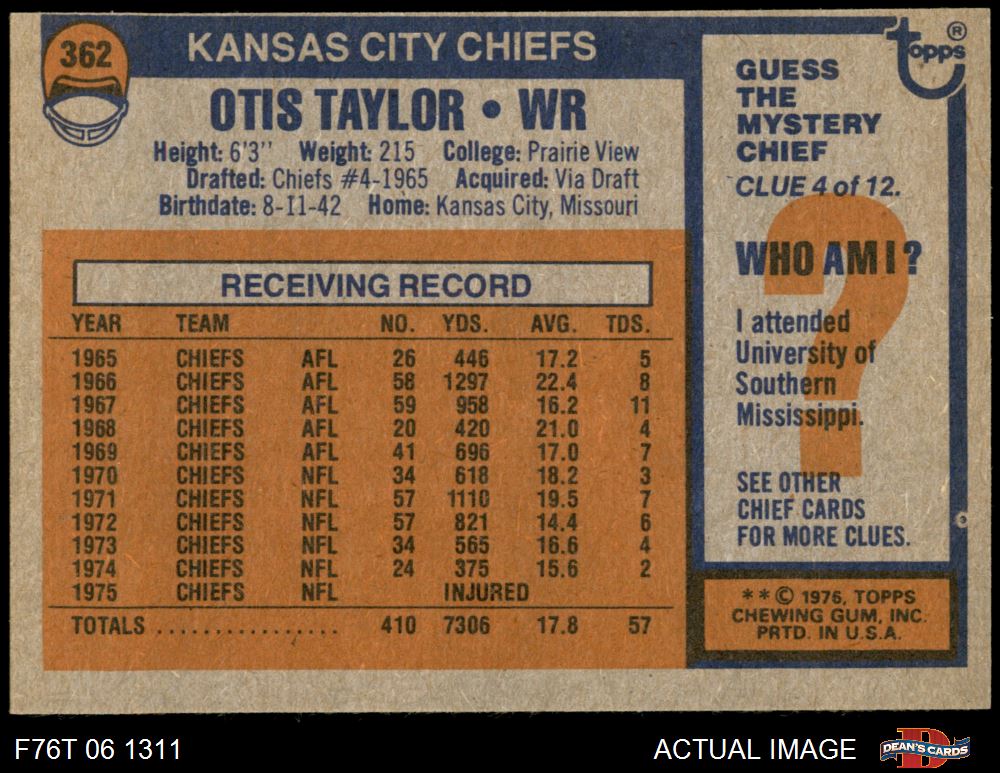 362
KANSAS CITY CHIEFS
OTIS TAYLOR • WR
Height: 6'3'' Weight: 215 College: Prairie View
Drafted: Chiefs #4-1965 Acquired: Via Draft
Birthdate: 8-11-42 Home: Kansas City, Missouri
RECEIVING RECORD
YEAR TEAM NO. YDS. AVG. TDS.
1965 CHIEFS AFL 26 446 17.2 5
1966 CHIEFS AFL 58 1297 22.4 8
1967 CHIEFS AFL 59 958 16.2 11
1968 CHIEFS AFL 20 420 21.0 4
1969 CHIEFS AFL 41 696 17.0 7
1970 CHIEFS NFL 34 618 18.2 3
1971 CHIEFS NFL 57 1110 19.5 7
1972 CHIEFS NFL 57 821 14.4 6
1973 CHIEFS NFL 34 565 16.6 4
1974 CHIEFS NFL 24 375 15.6 2
1975 CHIEFS NFL INJURED
TOTALS ................ 410 7306 17.8 57
Topps ®
GUESS
THE
MYSTERY
CHIEF
CLUE 4 of 12.
?
WHO AM I?
I attended
University of
Southern
Mississippi.
SEE OTHER
CHIEF CARDS
FOR MORE CLUES.
**© 1976, TOPPS
CHEWING GUM, INC.
PRTD. IN U.S.A.
F76T 06 1311
ACTUAL IMAGE
DEAN'S CARDS